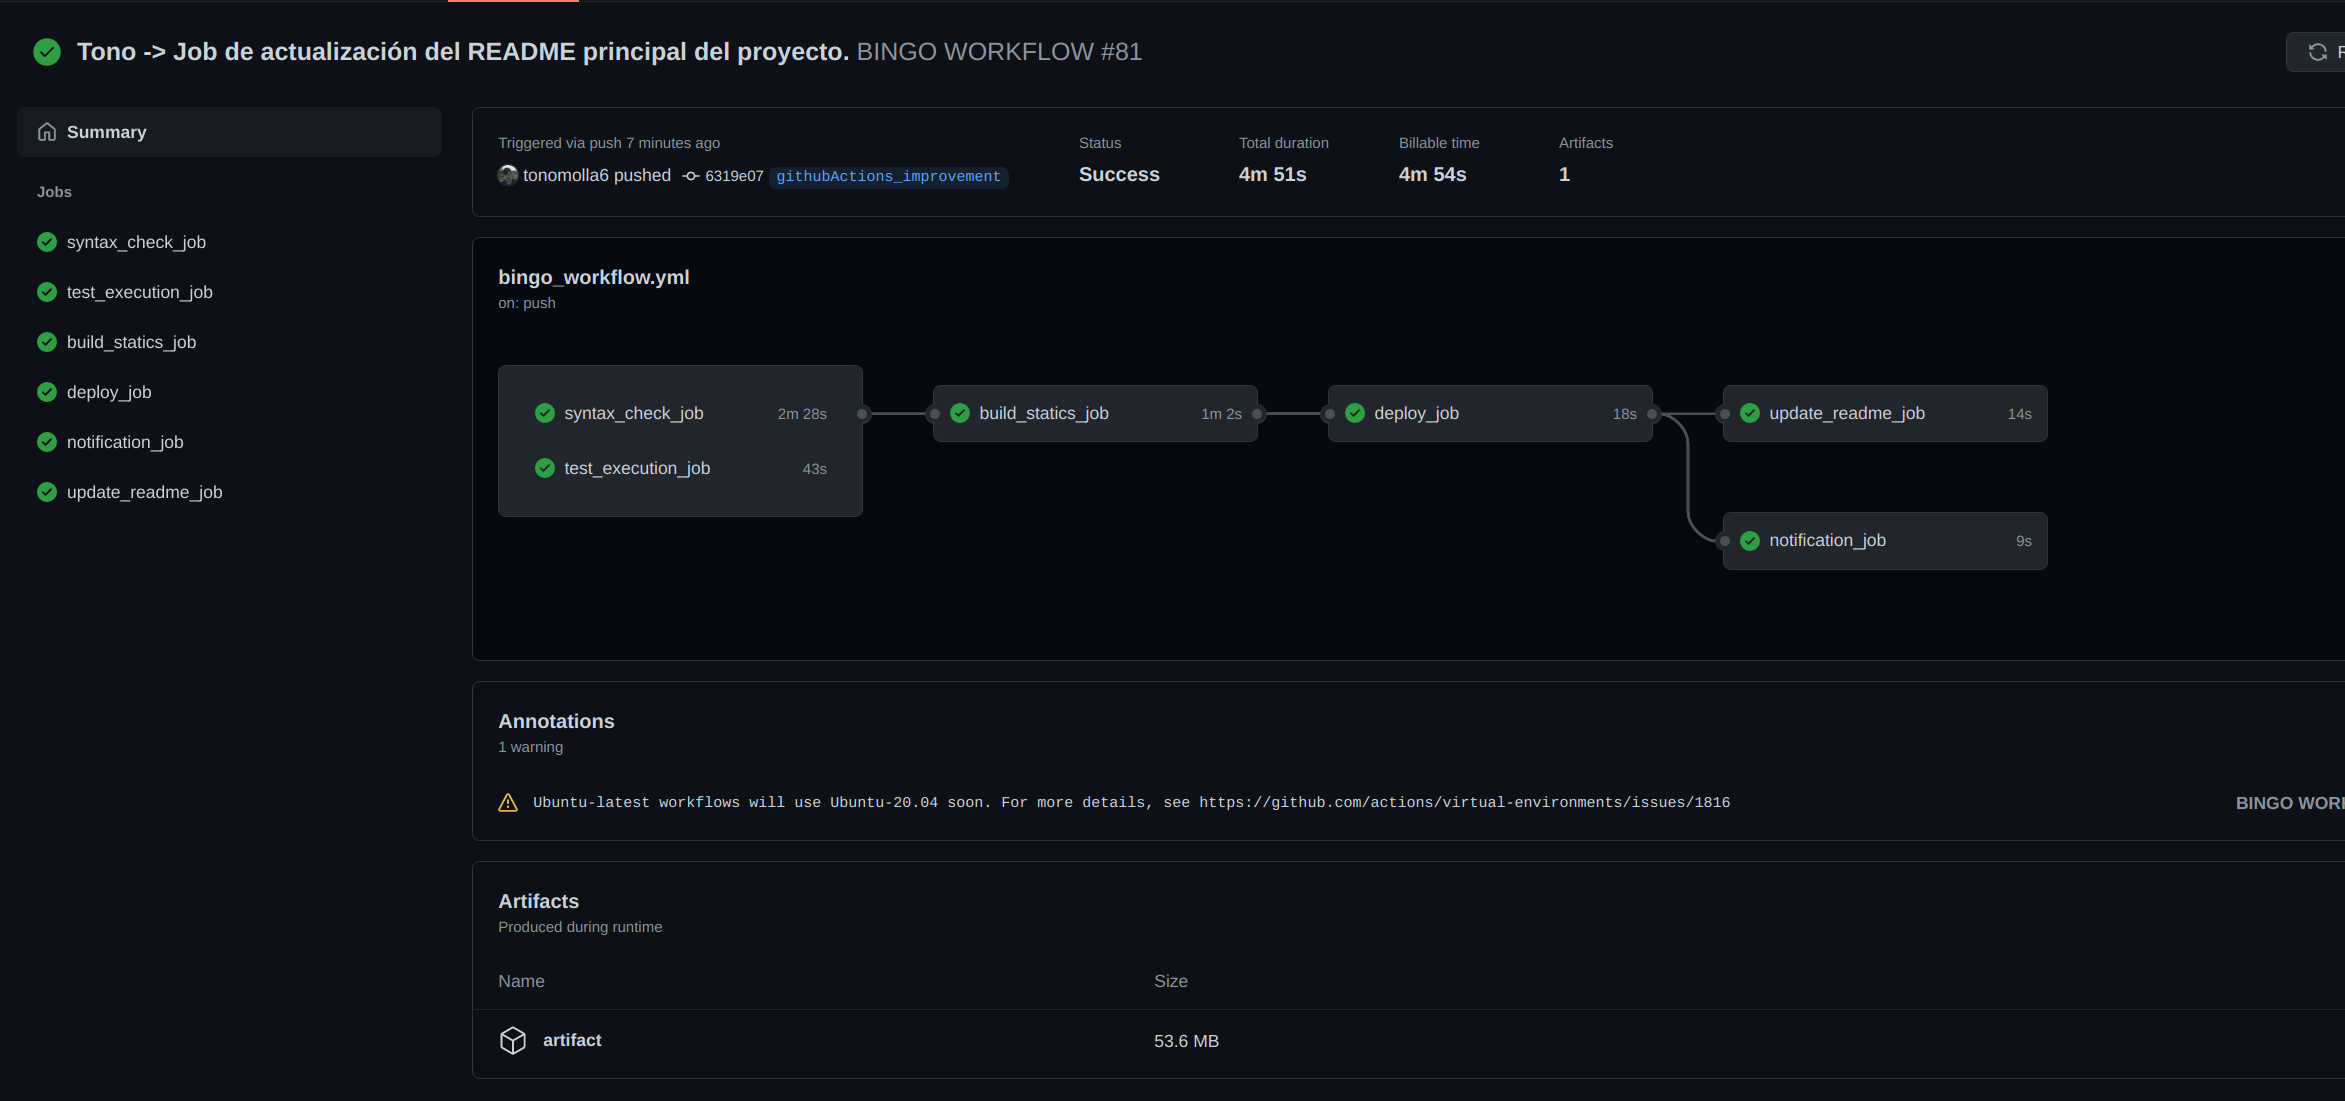 Tono -> Job de actualización del README principal del proyecto. BINGO WORKFLOW #81
Summary
Jobs
syntax_check_job
test_execution_job
build_statics_job
deploy_job
notification_job
update_readme_job
Triggered via push 7 minutes ago
tonomolla6 pushed 6319e07 githubActions_improvement
Status
Success
Total duration
4m 51s
Billable time
4m 54s
Artifacts
1
bingo_workflow.yml
on: push
syntax_check_job 2m 28s
test_execution_job 43s
build_statics_job 1m 2s
deploy_job 18s
update_readme_job 14s
notification_job 9s
Annotations
1 warning
Ubuntu-latest workflows will use Ubuntu-20.04 soon. For more details, see https://github.com/actions/virtual-environments/issues/1816
BINGO
Artifacts
Produced during runtime
Name Size
artifact 53.6 MB